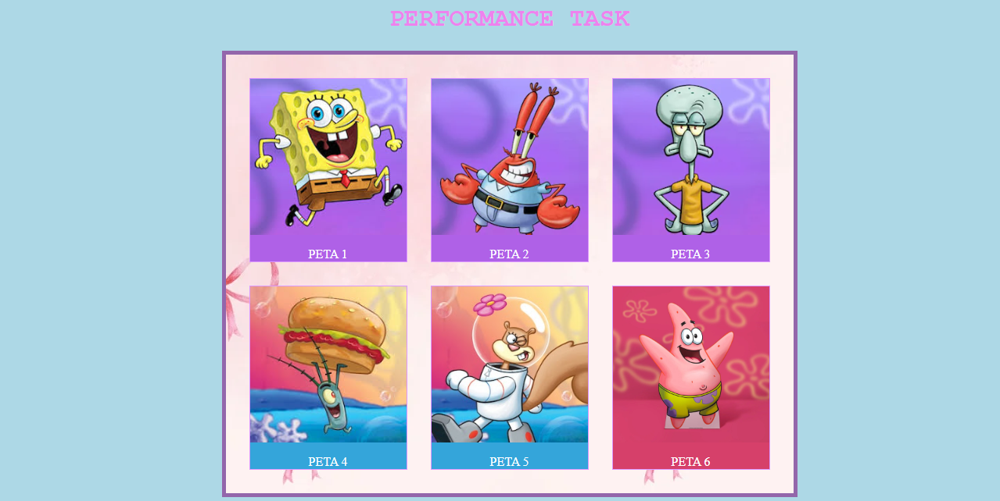 PERFORMANCE TASK
PETA 1
PETA 2
PETA 3
PETA 4
PETA 5
PETA 6